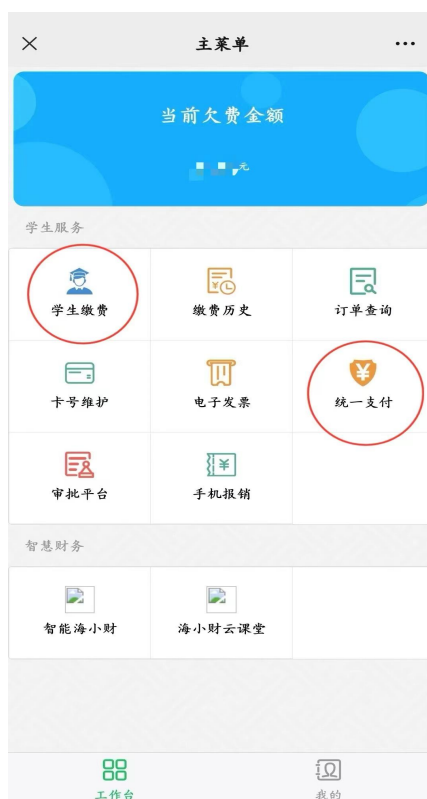 主菜单
当前欠费金额
元
学生服务
学生缴费
缴费历史
订单查询
卡号维护
电子发票
统一支付
审批平台
手机报销
智慧财务
智能海小财
海小财云课堂
工作台
我的